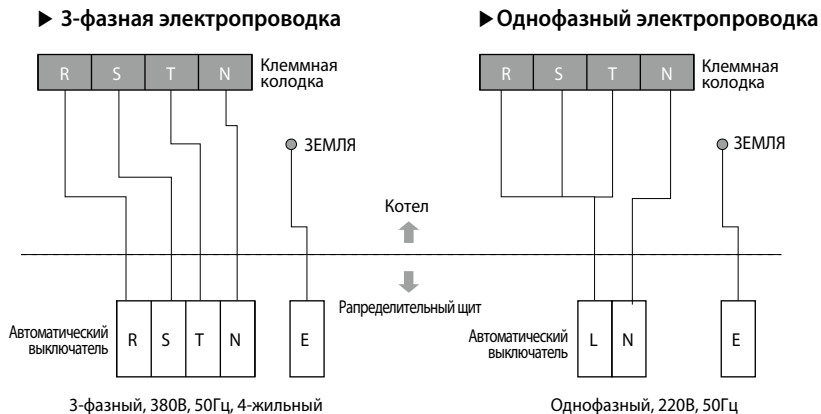 ▶ 3-фазная электропроводка
R S T N
Клеммная
колодка
ЗЕМЛЯ
Автоматический
выключатель
R S T N
E
3-фазный, 380В, 50Гц, 4-жильный
Котел
Рапределительный щит
▶Однофазный электропроводка
R S T N
Клеммная
колодка
ЗЕМЛЯ
Автоматический
выключатель
L N
E
Однофазный, 220В, 50Гц